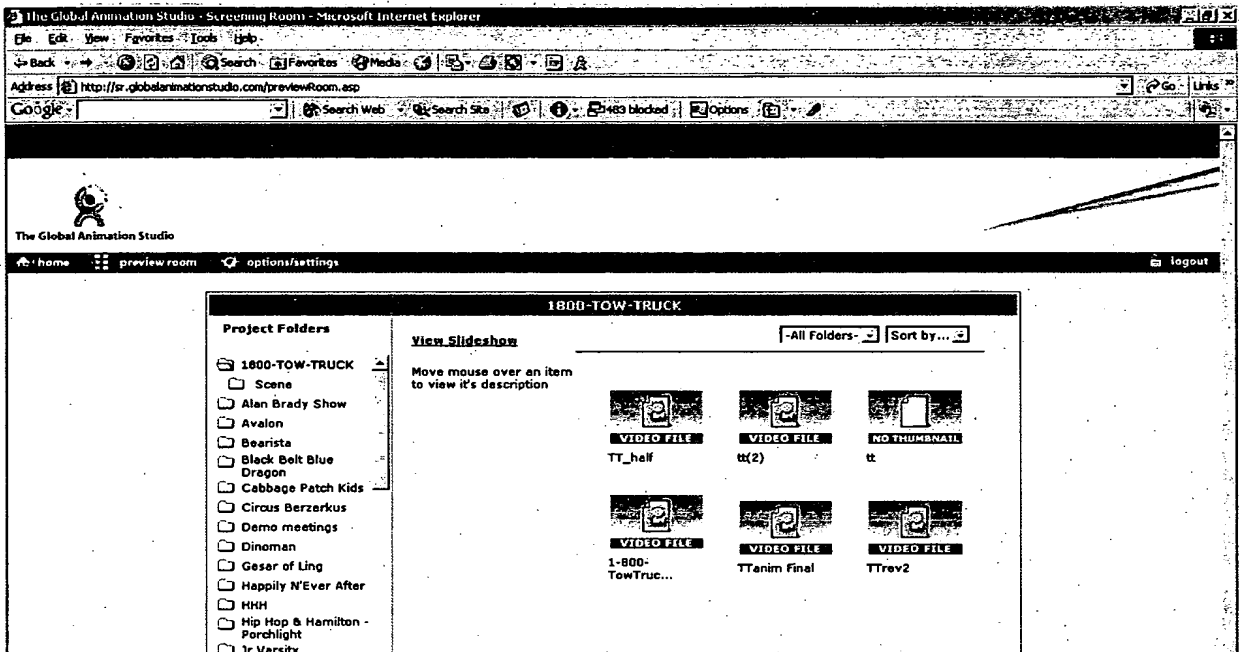 The Global Animation Studio - Screening Room - Microsoft Internet Explorer
File Edit View Favorites Tools Help
Back Search Favorites Media
Address http://sr.globalanimationstudio.com/previewRoom.asp Go Links »
Google Search Web Search Site 1483 blocked Options
The Global Animation Studio
home preview room options/settings logout
1800-TOW-TRUCK
Project Folders
1800-TOW-TRUCK
Scene
Alan Brady Show
Avalon
Bearista
Black Belt Blue
Dragon
Cabbage Patch Kids
Circus Berzerkus
Demo meetings
Dinoman
Gesar of Ling
Happily N'Ever After
HHH
Hip Hop & Hamilton -
Porchlight
Jr Varsity
View Slideshow
-All Folders- Sort by...
Move mouse over an item
to view it's description
VIDEO FILE VIDEO FILE NO THUMBNAIL
TT_half tt(2) tt
VIDEO FILE VIDEO FILE VIDEO FILE
1-800-
TowTruc... TTanim Final TTrev2